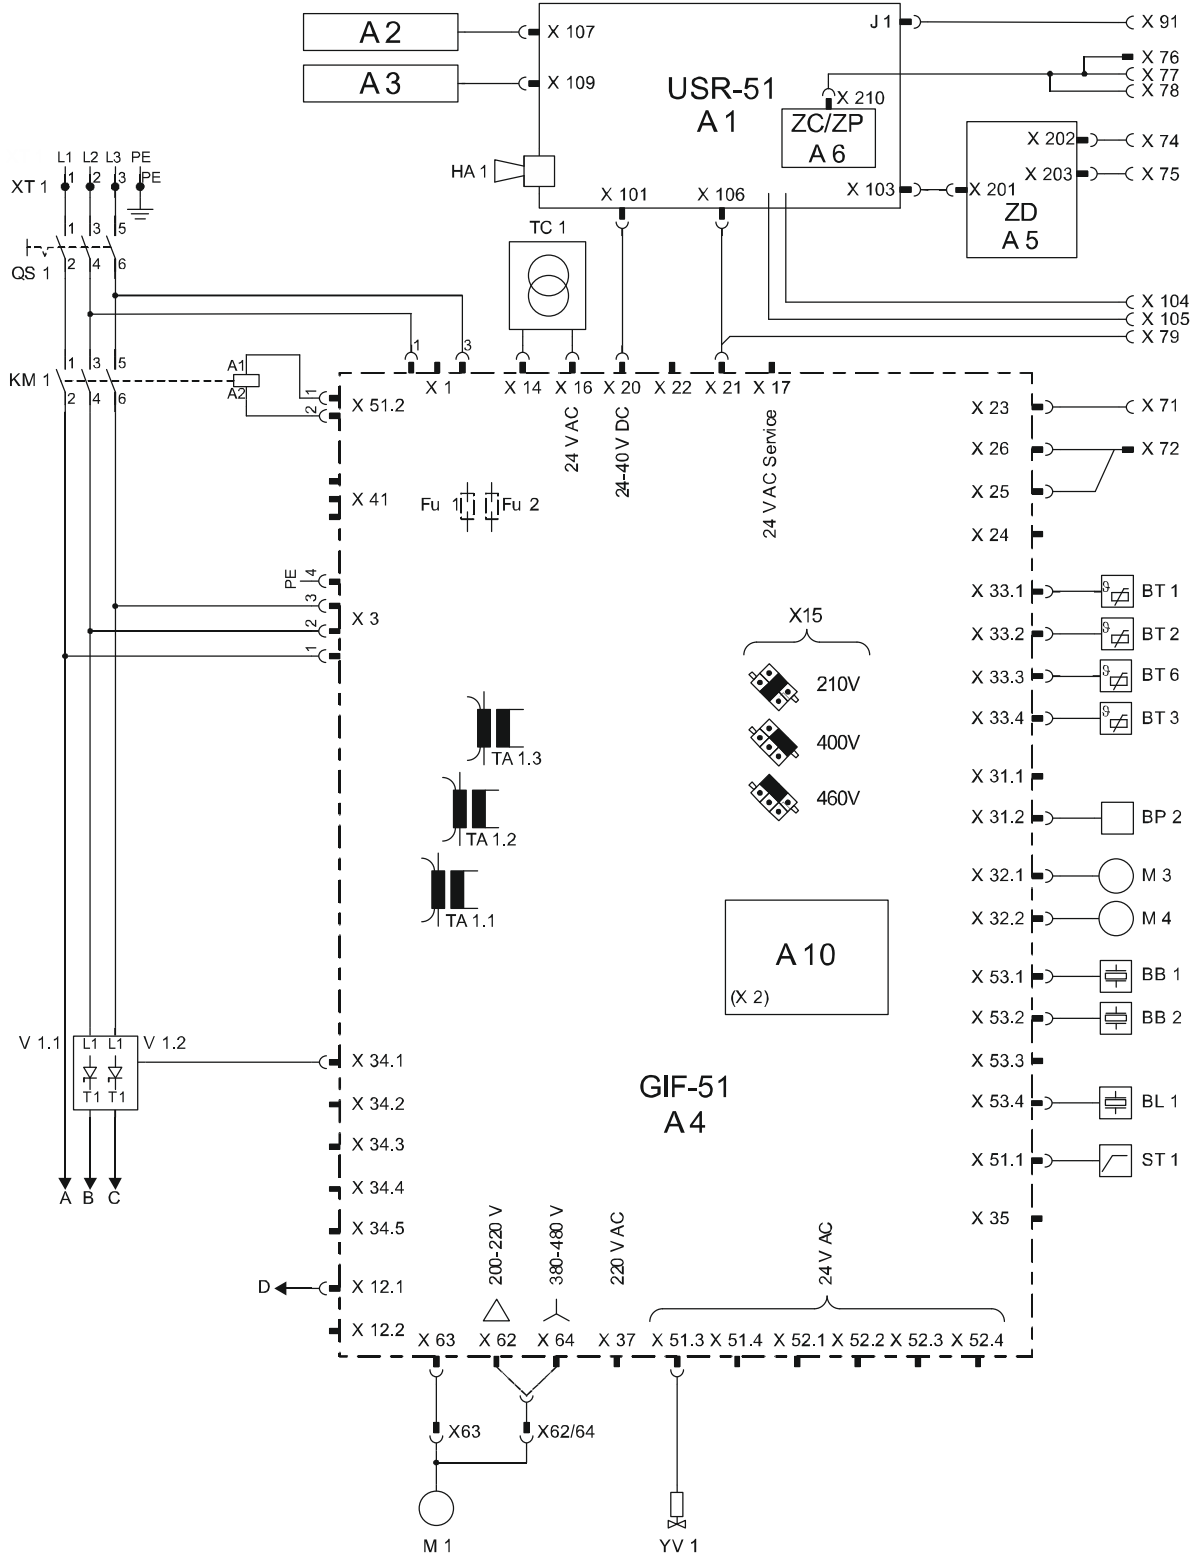 A 2
X 107
J 1
X 91
A 3
X 109
USR-51
A 1
X 76
X 77
X 78
X 210
ZC/ZP
A 6
HA 1
X 101
X 106
X 103
X 201
X 202
X 74
X 203
X 75
ZD
A 5
L1 L2 L3 PE
XT 1
1 2 3 PE
TC 1
1 3 5
2 4 6
QS 1
X 104
X 105
X 79
1 3
KM 1
1 3 5
2 4 6
A1
A2
1
2
X 51.2
X 1
X 14
X 16
X 20
X 22
X 21
X 17
24 V AC
24-40 V DC
24 V AC Service
X 23
X 71
X 26
X 72
X 25
X 24
X 41
Fu 1
Fu 2
PE 4
3
2
1
X 3
X 33.1
BT 1
X 33.2
BT 2
X 33.3
BT 6
X 33.4
BT 3
X15
210V
400V
460V
TA 1.3
TA 1.2
TA 1.1
X 31.1
X 31.2
BP 2
X 32.1
M 3
X 32.2
M 4
A 10
(X 2)
X 53.1
BB 1
X 53.2
BB 2
X 53.3
X 53.4
BL 1
X 51.1
ST 1
X 35
V 1.1
L1 L1
V 1.2
T1 T1
X 34.1
X 34.2
X 34.3
X 34.4
X 34.5
GIF-51
A 4
A B C
D
X 12.1
X 12.2
200-220 V
380-480 V
220 V AC
24 V AC
X 63
X 62
X 64
X 37
X 51.3
X 51.4
X 52.1
X 52.2
X 52.3
X 52.4
X63
X62/64
M 1
YV 1